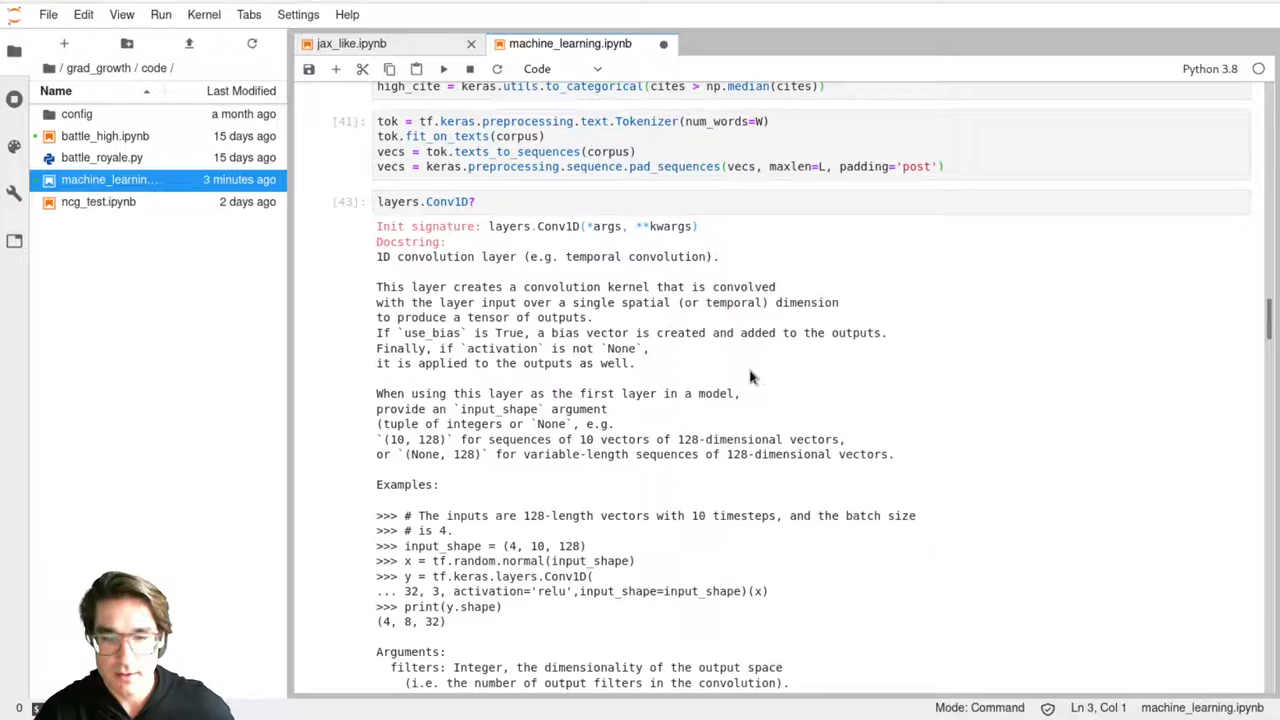 File Edit View Run Kernel Tabs Settings Help
jax_like.ipynb
machine_learning.ipynb
/ grad_growth / code /
Code
Python 3.8
Name Last Modified
config a month ago
battle_high.ipynb 15 days ago
battle_royale.py 15 days ago
machine_learnin... 3 minutes ago
ncg_test.ipynb 2 days ago
high_cite = keras.utils.to_categorical(cites > np.median(cites))
[41]: tok = tf.keras.preprocessing.text.Tokenizer(num_words=W)
tok.fit_on_texts(corpus)
vecs = tok.texts_to_sequences(corpus)
vecs = keras.preprocessing.sequence.pad_sequences(vecs, maxlen=L, padding='post')
[43]: layers.Conv1D?
Init signature: layers.Conv1D(*args, **kwargs)
Docstring:
1D convolution layer (e.g. temporal convolution).
This layer creates a convolution kernel that is convolved
with the layer input over a single spatial (or temporal) dimension
to produce a tensor of outputs.
If `use_bias` is True, a bias vector is created and added to the outputs.
Finally, if `activation` is not `None`,
it is applied to the outputs as well.
When using this layer as the first layer in a model,
provide an `input_shape` argument
(tuple of integers or `None`, e.g.
`(10, 128)` for sequences of 10 vectors of 128-dimensional vectors,
or `(None, 128)` for variable-length sequences of 128-dimensional vectors.
Examples:
>>> # The inputs are 128-length vectors with 10 timesteps, and the batch size
>>> # is 4.
>>> input_shape = (4, 10, 128)
>>> x = tf.random.normal(input_shape)
>>> y = tf.keras.layers.Conv1D(
... 32, 3, activation='relu',input_shape=input_shape)(x)
>>> print(y.shape)
(4, 8, 32)
Arguments:
filters: Integer, the dimensionality of the output space
(i.e. the number of output filters in the convolution).
0
$
Mode: Command
Ln 3, Col 1
machine_learning.ipynb